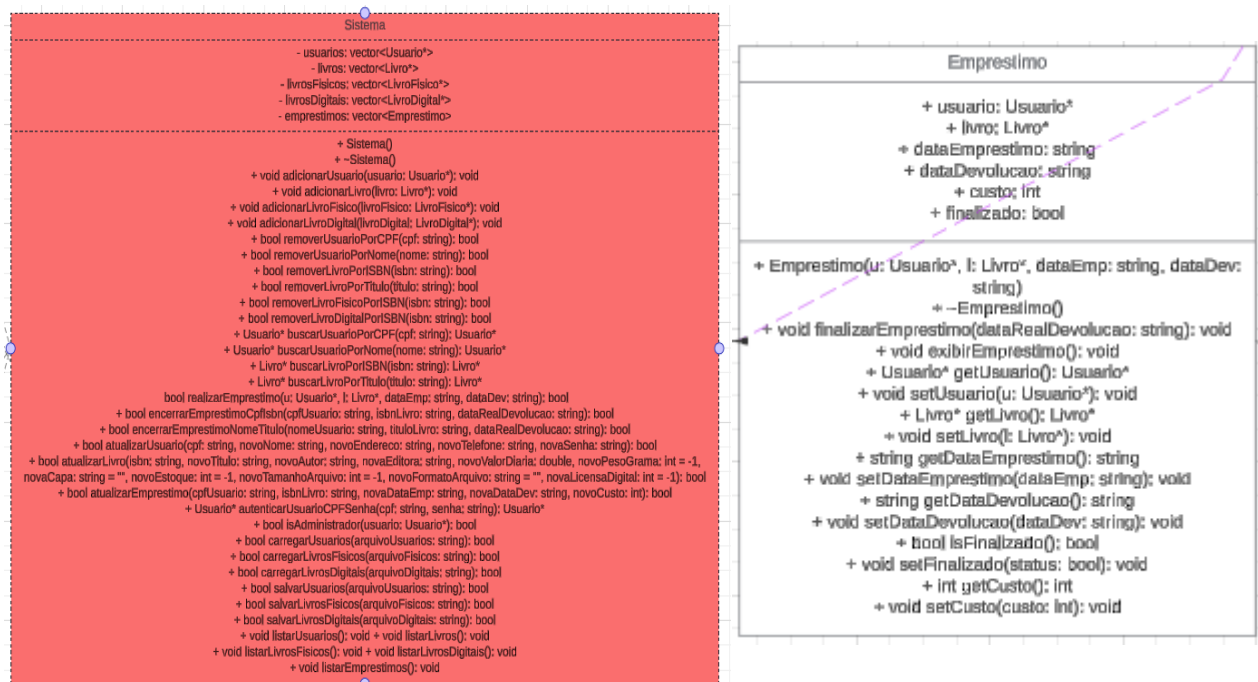 Sistema
- usuarios: vector<Usuario*>
- livros: vector<Livro*>
- livrosFisicos: vector<LivroFisico*>
- livrosDigitais: vector<LivroDigital*>
- emprestimos: vector<Emprestimo>
+ Sistema()
+ ~Sistema()
+ void adicionarUsuario(usuario: Usuario*): void
+ void adicionarLivro(livro: Livro*): void
+ void adicionarLivroFisico(livroFisico: LivroFisico*): void
+ void adicionarLivroDigital(livroDigital: LivroDigital*): void
+ bool removerUsuarioPorCPF(cpf: string): bool
+ bool removerUsuarioPorNome(nome: string): bool
+ bool removerLivroPorISBN(isbn: string): bool
+ bool removerLivroPorTitulo(titulo: string): bool
+ bool removerLivroFisicoPorISBN(isbn: string): bool
+ bool removerLivroDigitalPorISBN(isbn: string): bool
+ Usuario* buscarUsuarioPorCPF(cpf: string): Usuario*
+ Usuario* buscarUsuarioPorNome(nome: string): Usuario*
+ Livro* buscarLivroPorISBN(isbn: string): Livro*
+ Livro* buscarLivroPorTitulo(titulo: string): Livro*
bool realizarEmprestimo(u: Usuario*, l: Livro*, dataEmp: string, dataDev: string): bool
+ bool encerrarEmprestimoCpfIsbn(cpfUsuario: string, isbnLivro: string, dataRealDevolucao: string): bool
+ bool encerrarEmprestimoNomeTitulo(nomeUsuario: string, tituloLivro: string, dataRealDevolucao: string): bool
+ bool atualizarUsuario(cpf: string, novoNome: string, novoEndereco: string, novoTelefone: string, novaSenha: string): bool
+ bool atualizarLivro(isbn: string, novoTitulo: string, novoAutor: string, novaEditora: string, novoValorDiaria: double, novoPesoGrama: int = -1,
novaCapa: string = "", novoEstoque: int = -1, novoTamanhoArquivo: int = -1, novoFormatoArquivo: string = "", novaLicensaDigital: int = -1): bool
+ bool atualizarEmprestimo(cpfUsuario: string, isbnLivro: string, novaDataEmp: string, novaDataDev: string, novoCusto: int): bool
+ Usuario* autenticarUsuarioCPFSenha(cpf: string, senha: string): Usuario*
+ bool isAdministrador(usuario: Usuario*): bool
+ bool carregarUsuarios(arquivoUsuarios: string): bool
+ bool carregarLivrosFisicos(arquivoFisicos: string): bool
+ bool carregarLivrosDigitais(arquivoDigitais: string): bool
+ bool salvarUsuarios(arquivoUsuarios: string): bool
+ bool salvarLivrosFisicos(arquivoFisicos: string): bool
+ bool salvarLivrosDigitais(arquivoDigitais: string): bool
+ void listarUsuarios(): void + void listarLivros(): void
+ void listarLivrosFisicos(): void + void listarLivrosDigitais(): void
+ void listarEmprestimos(): void
Emprestimo
+ usuario: Usuario*
+ livro: Livro*
+ dataEmprestimo: string
+ dataDevolucao: string
+ custo: int
+ finalizado: bool
+ Emprestimo(u: Usuario*, l: Livro*, dataEmp: string, dataDev:
string)
+ ~Emprestimo()
+ void finalizarEmprestimo(dataRealDevolucao: string): void
+ void exibirEmprestimo(): void
+ Usuario* getUsuario(): Usuario*
+ void setUsuario(u: Usuario*): void
+ Livro* getLivro(): Livro*
+ void setLivro(l: Livro*): void
+ string getDataEmprestimo(): string
+ void setDataEmprestimo(dataEmp: string): void
+ string getDataDevolucao(): string
+ void setDataDevolucao(dataDev: string): void
+ bool isFinalizado(): bool
+ void setFinalizado(status: bool): void
+ int getCusto(): int
+ void setCusto(custo: int): void